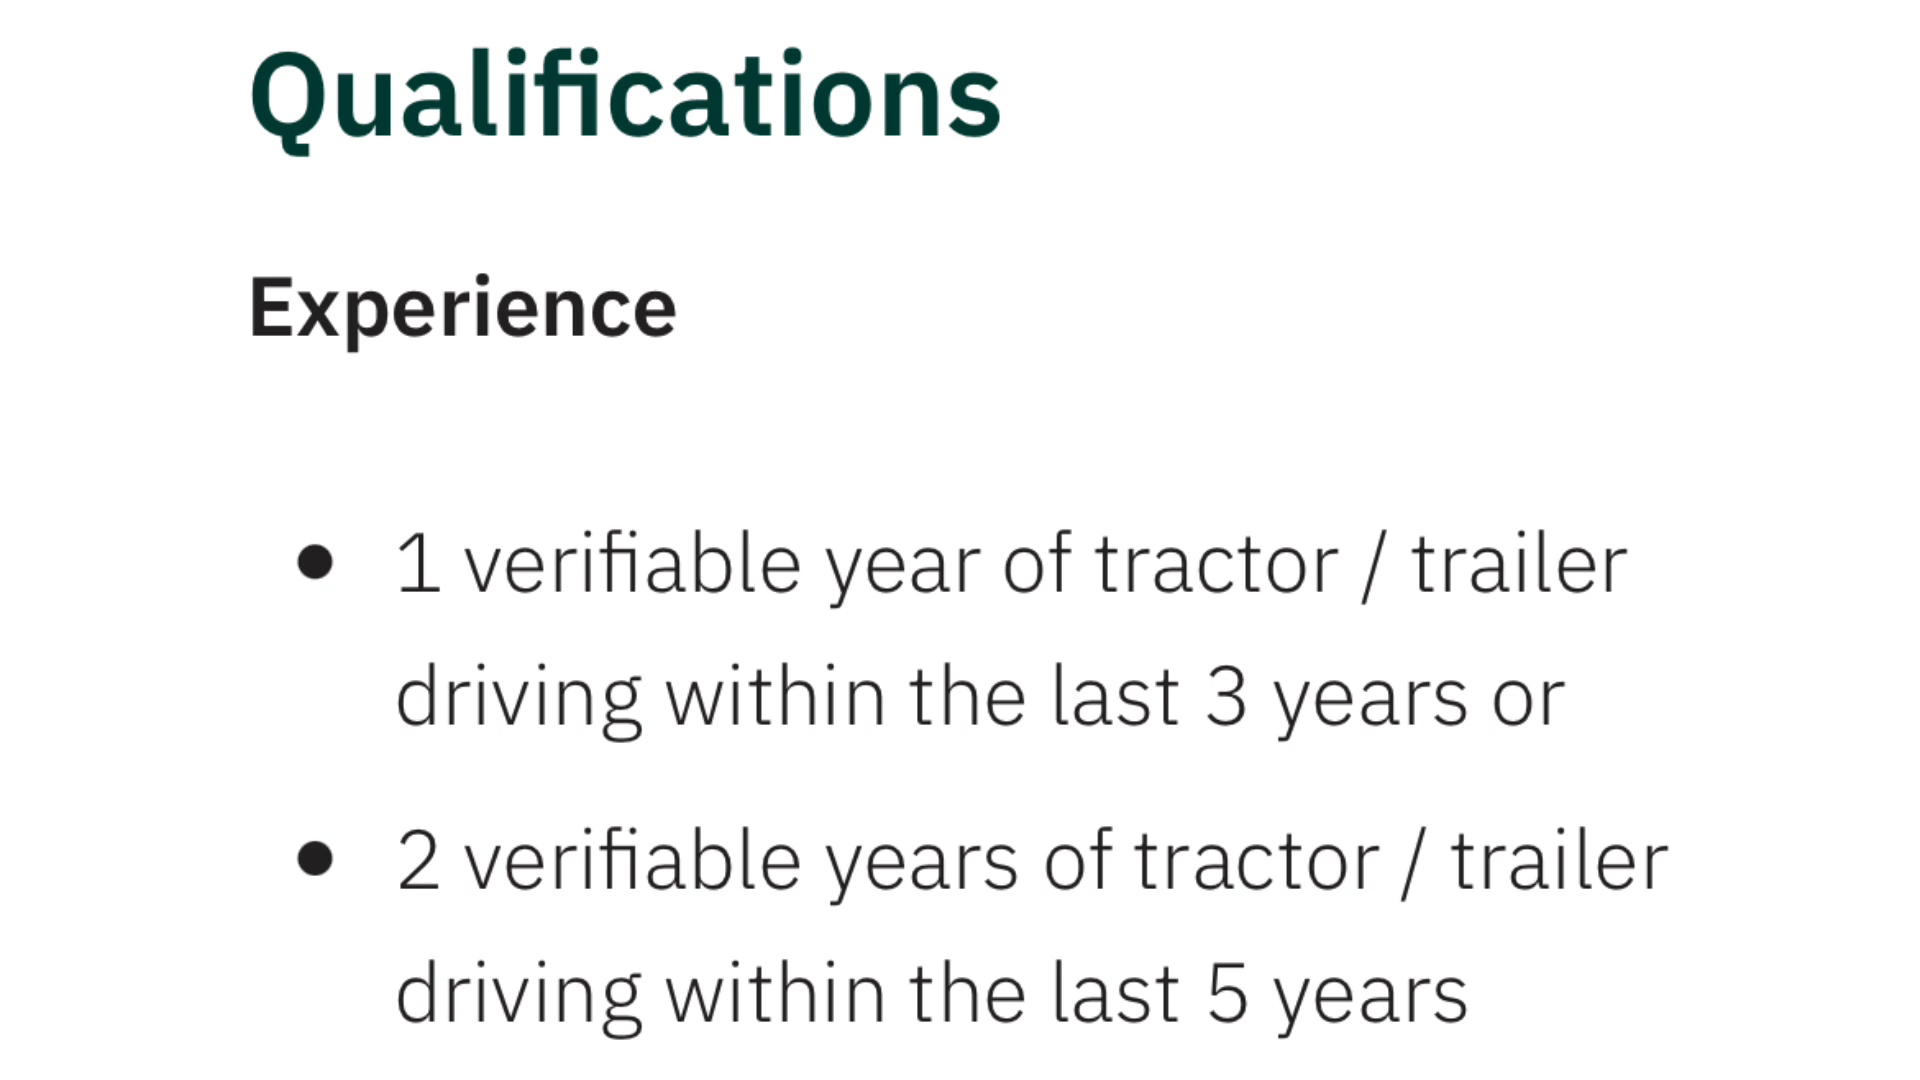 Qualifications
Experience
● 1 verifiable year of tractor / trailer
driving within the last 3 years or
● 2 verifiable years of tractor / trailer
driving within the last 5 years